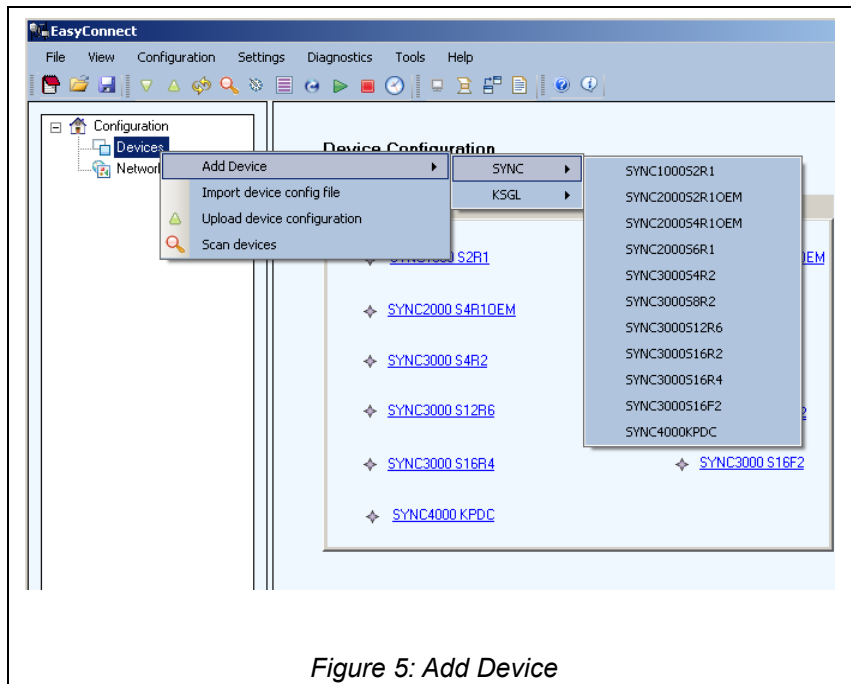 EasyConnect
File View Configuration Settings Diagnostics Tools Help
Configuration
Devices
Device Configuration
Add Device
Import device config file
Upload device configuration
Scan devices
SYNC
KSGL
SYNC1000S2R1
SYNC2000S2R1OEM
SYNC2000S4R1OEM
SYNC2000S6R1
SYNC3000S4R2
SYNC3000S8R2
SYNC3000S12R6
SYNC3000S16R2
SYNC3000S16R4
SYNC3000S16F2
SYNC4000KPDC
S2R1
SYNC2000 S4R1OEM
SYNC3000 S4R2
SYNC3000 S12R6
SYNC3000 S16R4 SYNC3000 S16F2
SYNC4000 KPDC
Figure 5: Add Device